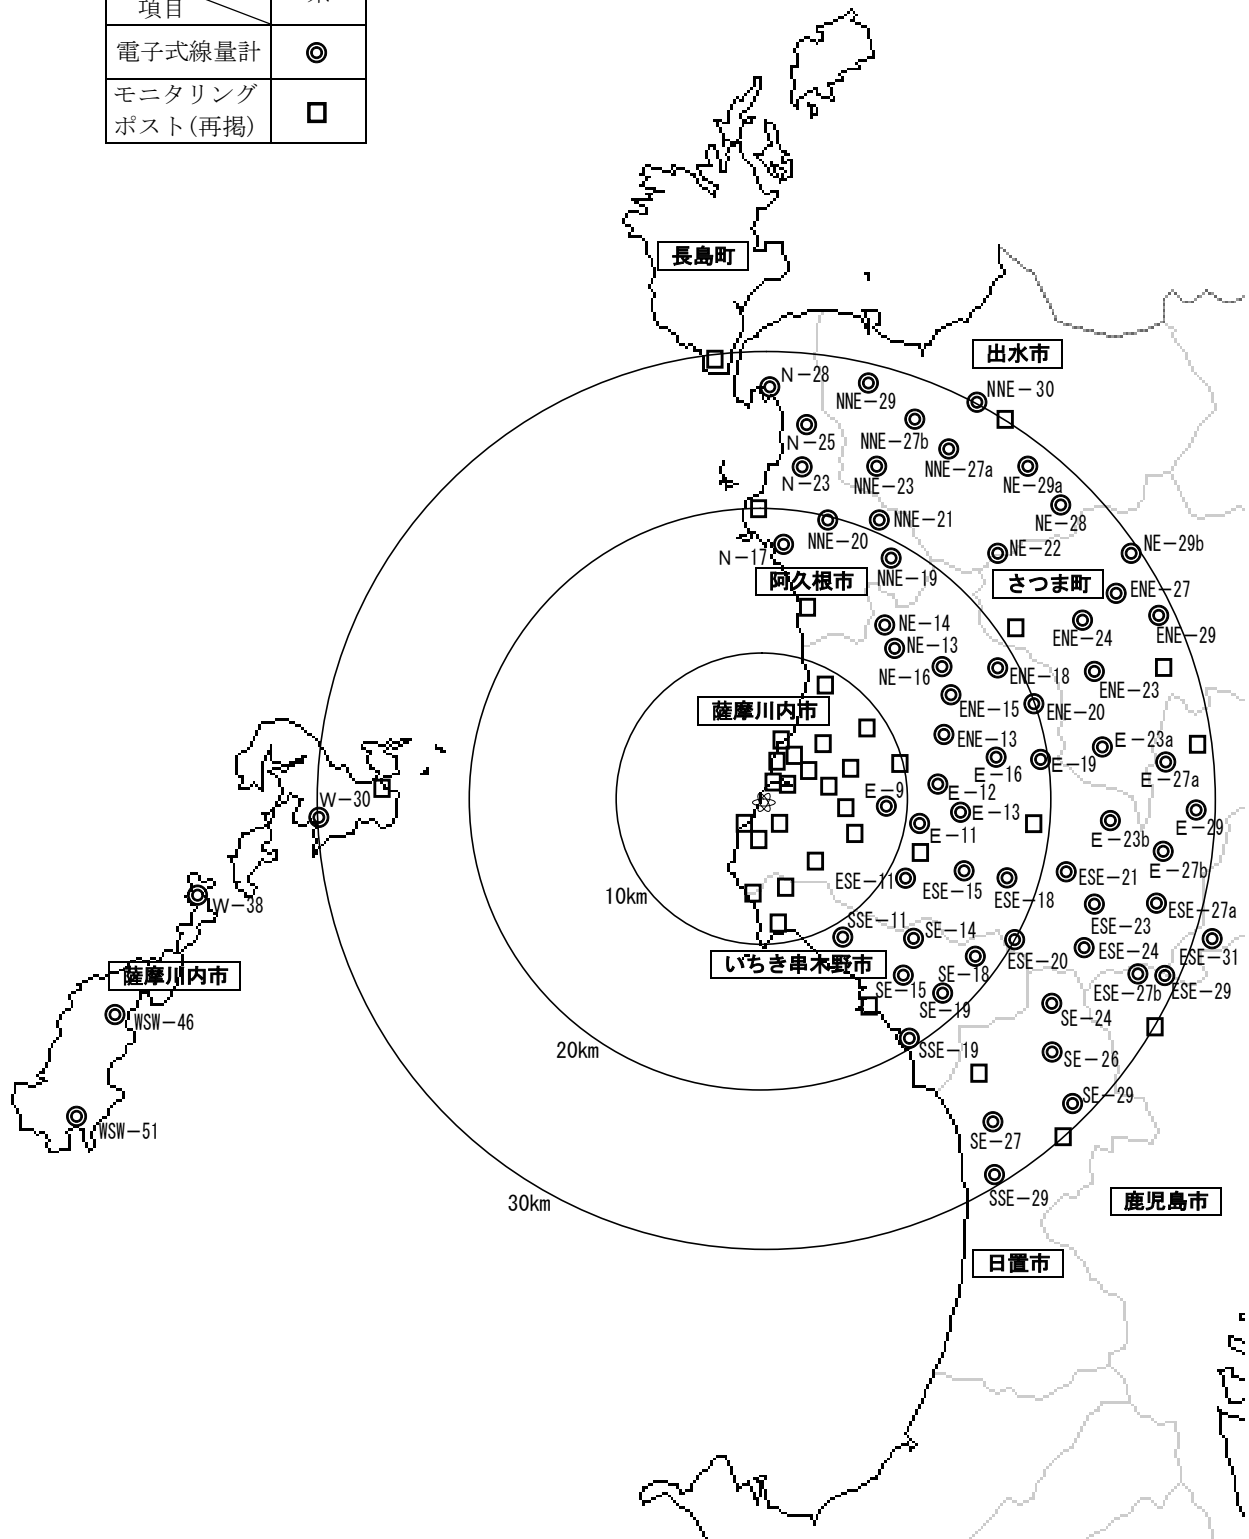 項目
電子式線量計
モニタリング
ポスト(再掲)
長島町
出水市
N-28
NNE-29
NNE-30
N-25
NNE-27b
NNE-27a
N-23
NNE-23
NE-29a
NE-28
NNE-21
NNE-20
N-17
NE-22
NE-29b
NNE-19
阿久根市
さつま町
ENE-27
NE-14
ENE-24
ENE-29
NE-13
NE-16
ENE-18
ENE-23
薩摩川内市
ENE-15
ENE-20
ENE-13
E-23a
E-16
E-19
E-27a
W-30
E-9
E-12
E-13
E-29
E-11
E-23b
E-27b
ESE-11
ESE-15
ESE-18
ESE-21
10km
W-38
ESE-27a
SSE-11
SE-14
ESE-23
ESE-20
ESE-24
ESE-31
いちき串木野市
SE-18
薩摩川内市
SE-15
ESE-27b
ESE-29
SE-19
WSW-46
SE-24
20km
SSE-19
SE-26
SE-29
WSW-51
SE-27
30km
SSE-29
鹿児島市
日置市